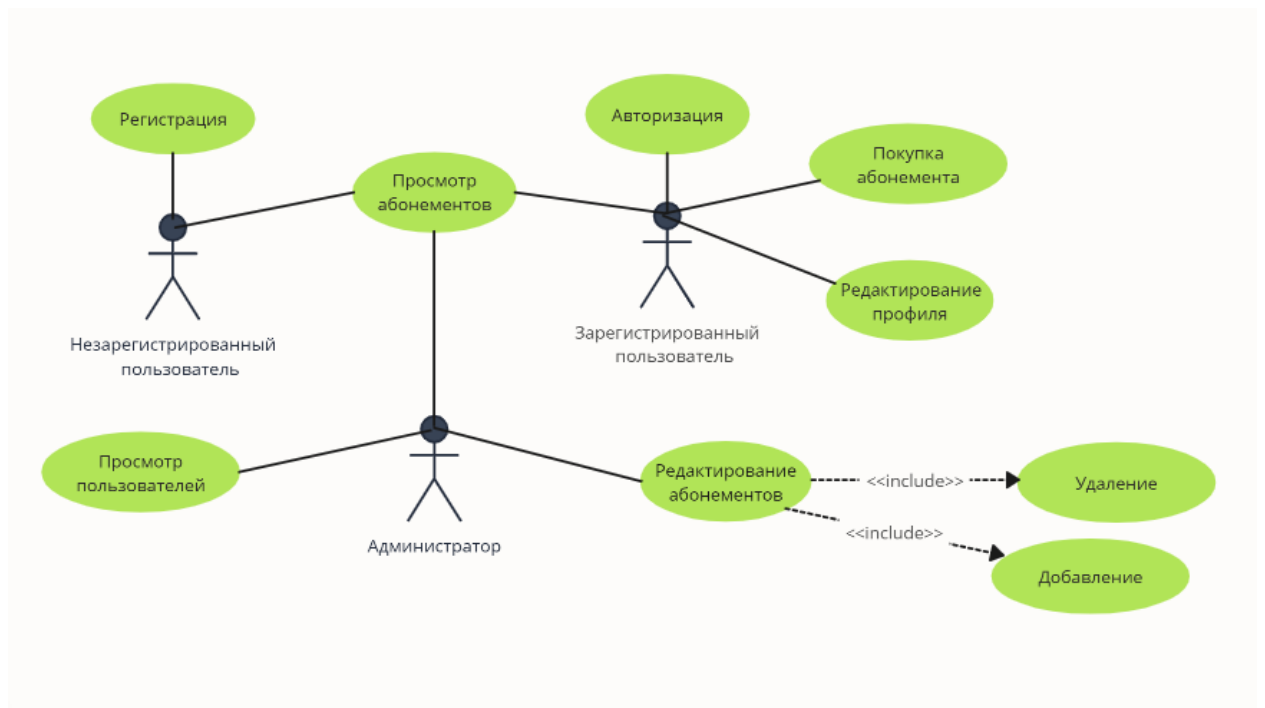 Регистрация
Авторизация
Покупка
абонемента
Просмотр
абонементов
Редактирование
профиля
Незарегистрированный
пользователь
Зарегистрированный
пользователь
Просмотр
пользователей
Редактирование
абонементов
<<include>>
Удаление
<<include>>
Администратор
Добавление